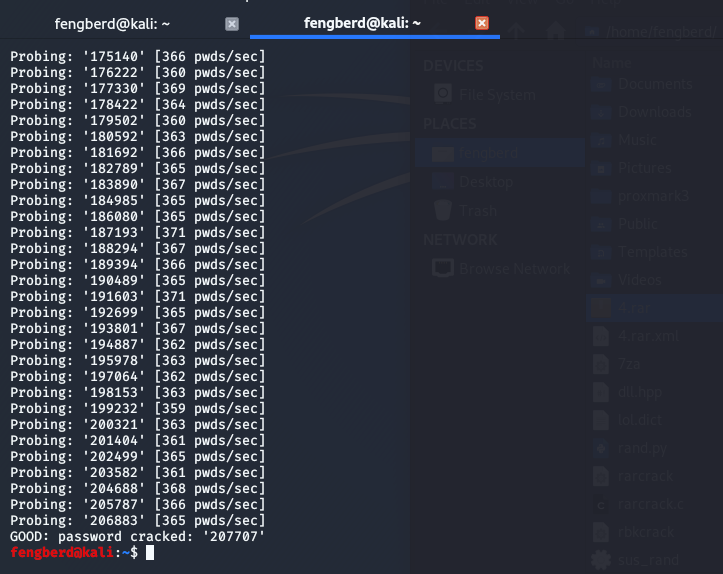 fengberd@kali: ~
fengberd@kali: ~
Probing: '175140' [366 pwds/sec]
Probing: '176222' [360 pwds/sec]
Probing: '177330' [369 pwds/sec]
Probing: '178422' [364 pwds/sec]
Probing: '179502' [360 pwds/sec]
Probing: '180592' [363 pwds/sec]
Probing: '181692' [366 pwds/sec]
Probing: '182789' [365 pwds/sec]
Probing: '183890' [367 pwds/sec]
Probing: '184985' [365 pwds/sec]
Probing: '186080' [365 pwds/sec]
Probing: '187193' [371 pwds/sec]
Probing: '188294' [367 pwds/sec]
Probing: '189394' [366 pwds/sec]
Probing: '190489' [365 pwds/sec]
Probing: '191603' [371 pwds/sec]
Probing: '192699' [365 pwds/sec]
Probing: '193801' [367 pwds/sec]
Probing: '194887' [362 pwds/sec]
Probing: '195978' [363 pwds/sec]
Probing: '197064' [362 pwds/sec]
Probing: '198153' [363 pwds/sec]
Probing: '199232' [359 pwds/sec]
Probing: '200321' [363 pwds/sec]
Probing: '201404' [361 pwds/sec]
Probing: '202499' [365 pwds/sec]
Probing: '203582' [361 pwds/sec]
Probing: '204688' [368 pwds/sec]
Probing: '205787' [366 pwds/sec]
Probing: '206883' [365 pwds/sec]
GOOD: password cracked: '207707'
fengberd@kali:~$
/home/fengberd/
DEVICES
File System
PLACES
fengberd
Desktop
Trash
NETWORK
Browse Network
Name
Documents
Downloads
Music
Pictures
proxmark3
Public
Templates
Videos
4.rar
4.rar.xml
7za
dll.hpp
lol.dict
rand.py
rarcrack
rarcrack.c
sus_rand